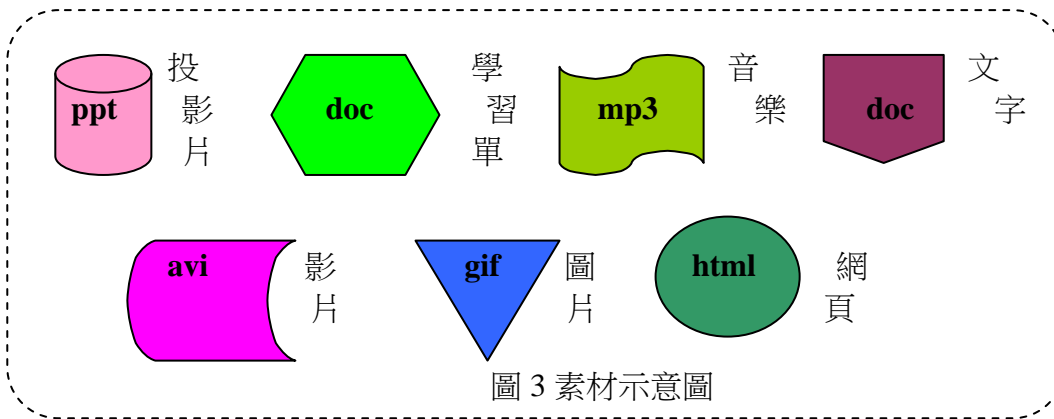 ppt
投影片
doc
學習單
mp3
音樂
doc
文字
avi
影片
gif
圖片
html
網頁
圖 3 素材示意圖